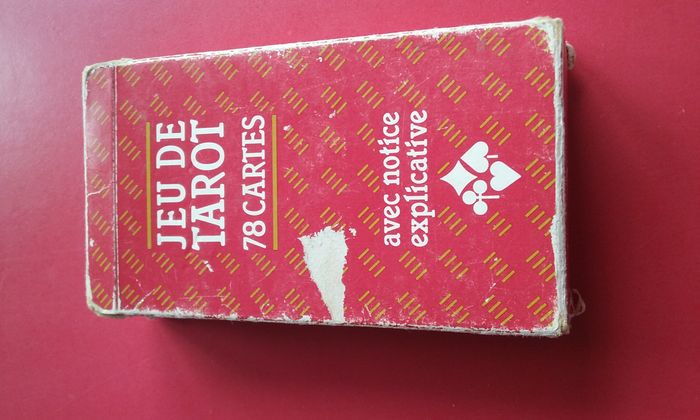 JEU DE
TAROT
78 CARTES
avec notice
explicative